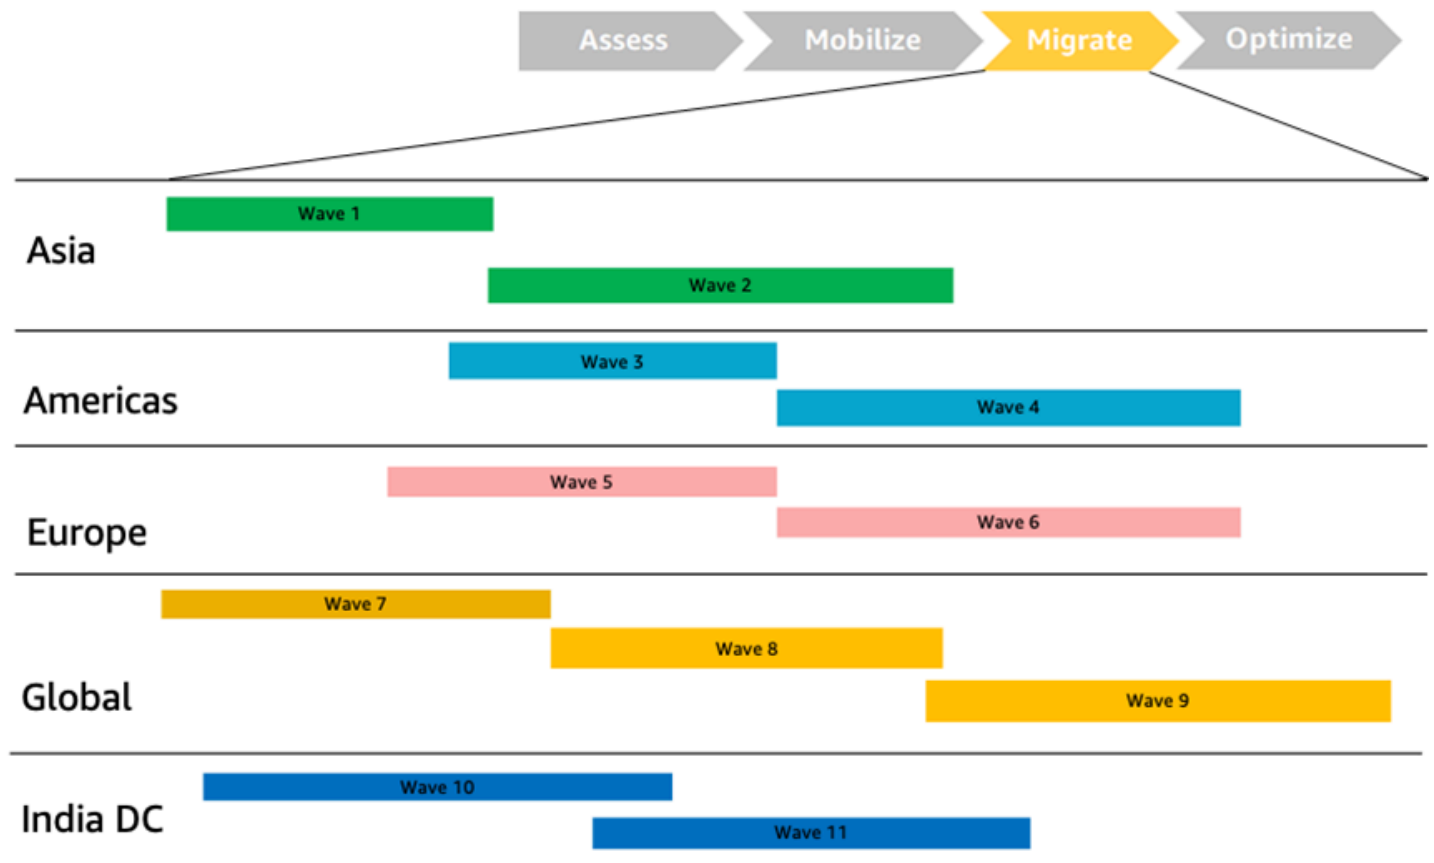 Assess
Mobilize
Migrate
Optimize
Asia
Wave 1
Wave 2
Americas
Wave 3
Wave 4
Europe
Wave 5
Wave 6
Global
Wave 7
Wave 8
Wave 9
India DC
Wave 10
Wave 11